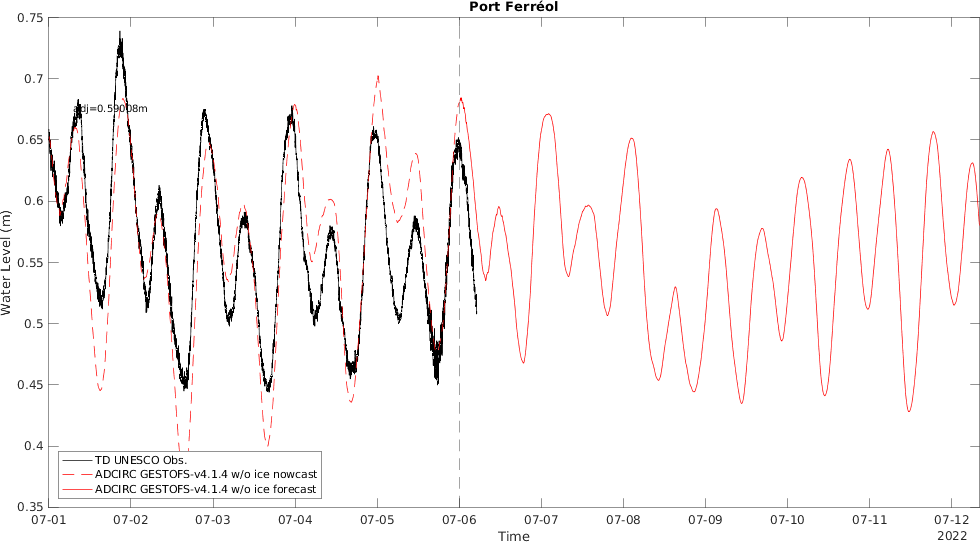 Port Ferréol
0.75
0.7
0.65
0.6
0.55
0.5
0.45
0.4
0.35
Water Level (m)
adj=0.59008m
TD UNESCO Obs.
ADCIRC GESTOFS-v4.1.4 w/o ice nowcast
ADCIRC GESTOFS-v4.1.4 w/o ice forecast
07-01 07-02 07-03 07-04 07-05 07-06 07-07 07-08 07-09 07-10 07-11 07-12
Time
2022